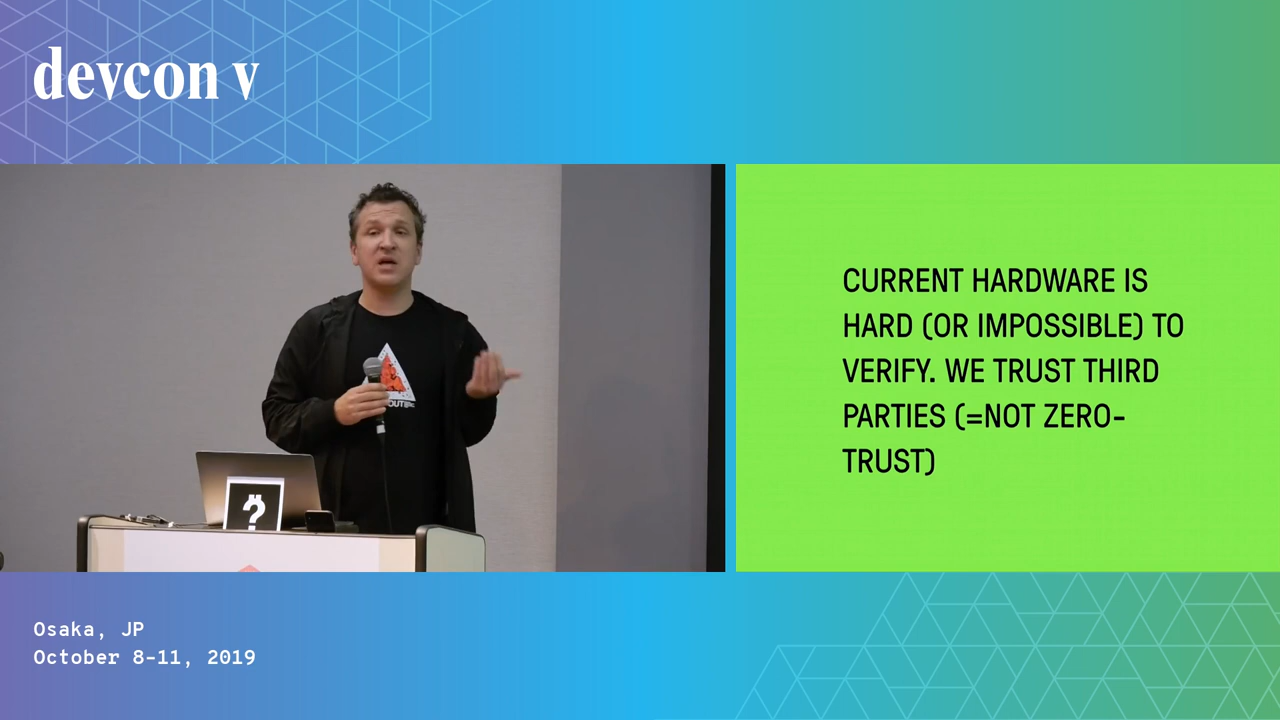 devcon v
CURRENT HARDWARE IS
HARD (OR IMPOSSIBLE) TO
VERIFY. WE TRUST THIRD
PARTIES (=NOT ZERO-
TRUST)
?
Osaka, JP
October 8-11, 2019